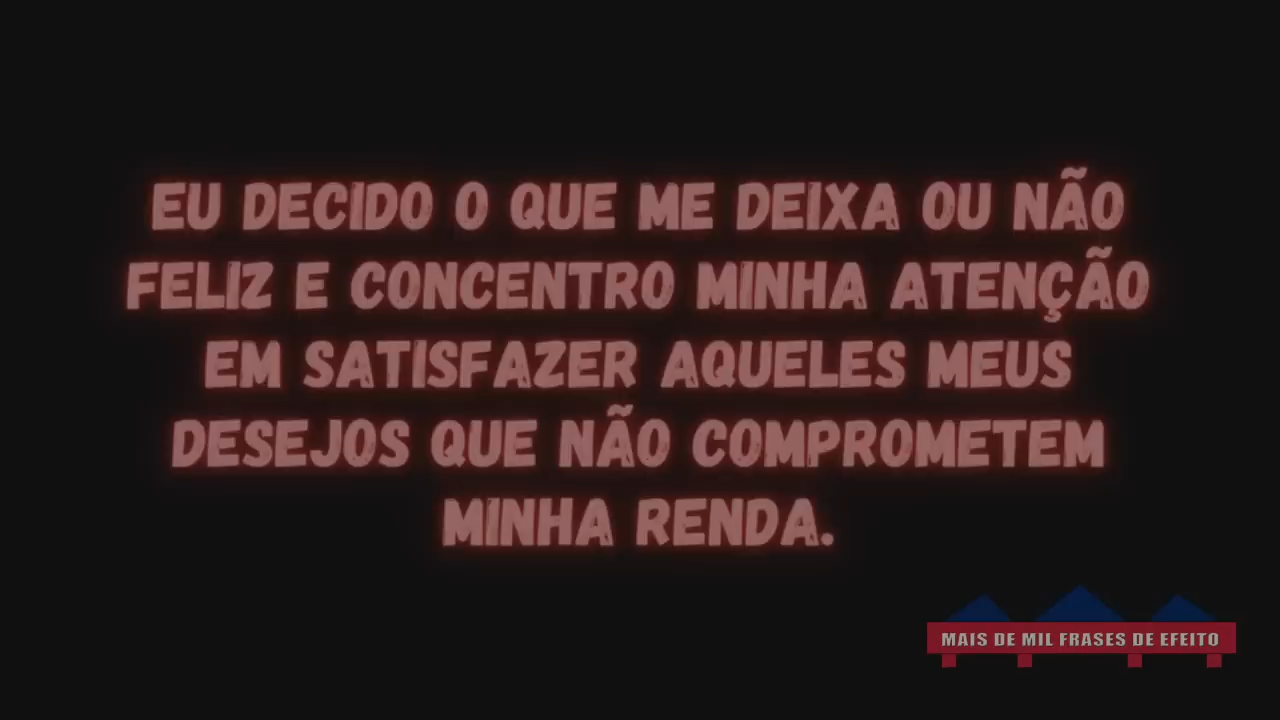 EU DECIDO O QUE ME DEIXA OU NÃO
FELIZ E CONCENTRO MINHA ATENÇÃO
EM SATISFAZER AQUELES MEUS
DESEJOS QUE NÃO COMPROMETEM
MINHA RENDA.
MAIS DE MIL FRASES DE EFEITO